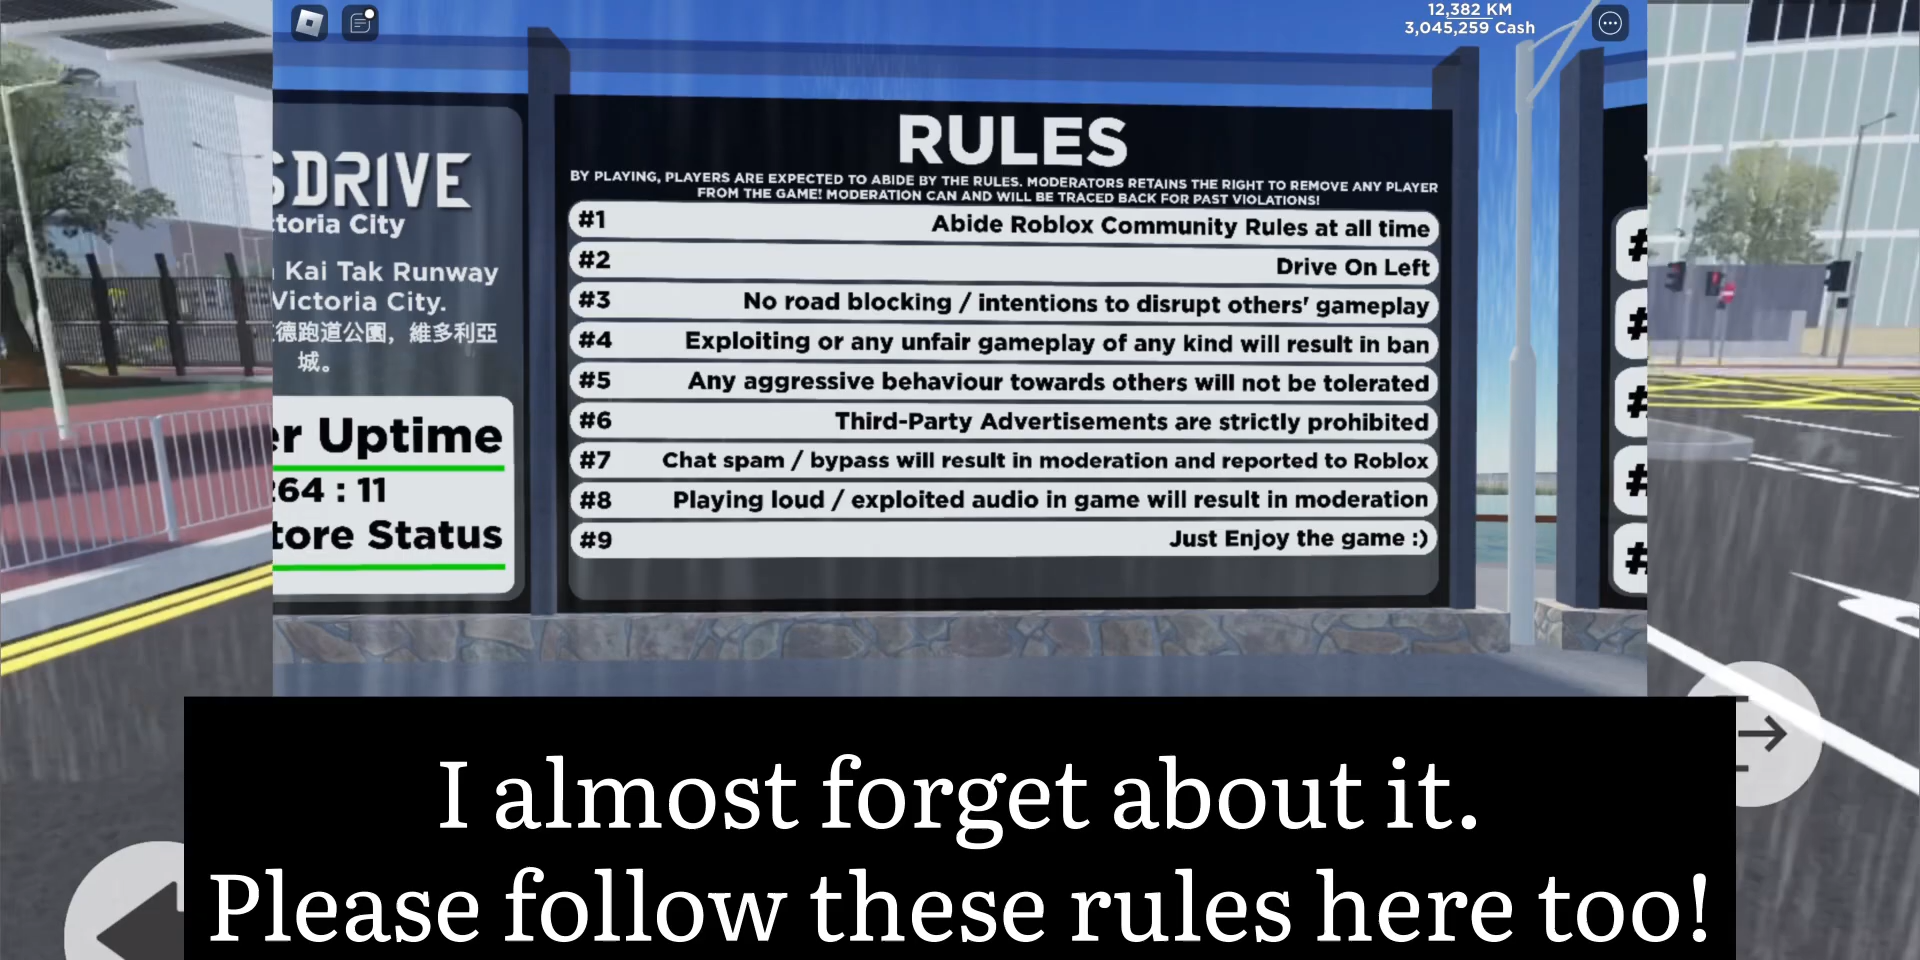 12,382 KM
3,045,259 Cash
DRIVE
Kai Tak Runway
Victoria City.
德跑道公園，維多利亞
城。
Uptime
64 : 11
Status
RULES
BY PLAYING, PLAYERS ARE EXPECTED TO ABIDE BY THE RULES. MODERATORS RETAINS THE RIGHT TO REMOVE ANY PLAYER
FROM THE GAME! MODERATION CAN AND WILL BE TRACED BACK FOR PAST VIOLATIONS!
#1 Abide Roblox Community Rules at all time
#2 Drive On Left
#3 No road blocking / intentions to disrupt others' gameplay
#4 Exploiting or any unfair gameplay of any kind will result in ban
#5 Any aggressive behaviour towards others will not be tolerated
#6 Third-Party Advertisements are strictly prohibited
#7 Chat spam / bypass will result in moderation and reported to Roblox
#8 Playing loud / exploited audio in game will result in moderation
#9 Just Enjoy the game :)
#
#
#
#
#
I almost forget about it.
Please follow these rules here too!